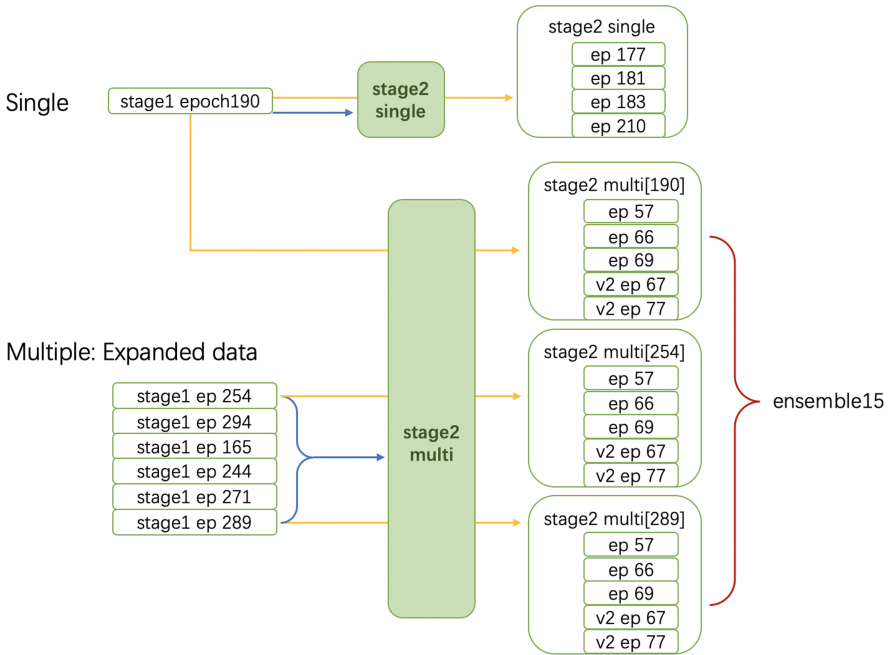 Single
stage1 epoch190
stage2
single
stage2 single
ep 177
ep 181
ep 183
ep 210
stage2 multi[190]
ep 57
ep 66
ep 69
v2 ep 67
v2 ep 77
Multiple: Expanded data
stage1 ep 254
stage1 ep 294
stage1 ep 165
stage1 ep 244
stage1 ep 271
stage1 ep 289
stage2
multi
stage2 multi[254]
ep 57
ep 66
ep 69
v2 ep 67
v2 ep 77
stage2 multi[289]
ep 57
ep 66
ep 69
v2 ep 67
v2 ep 77
ensemble15